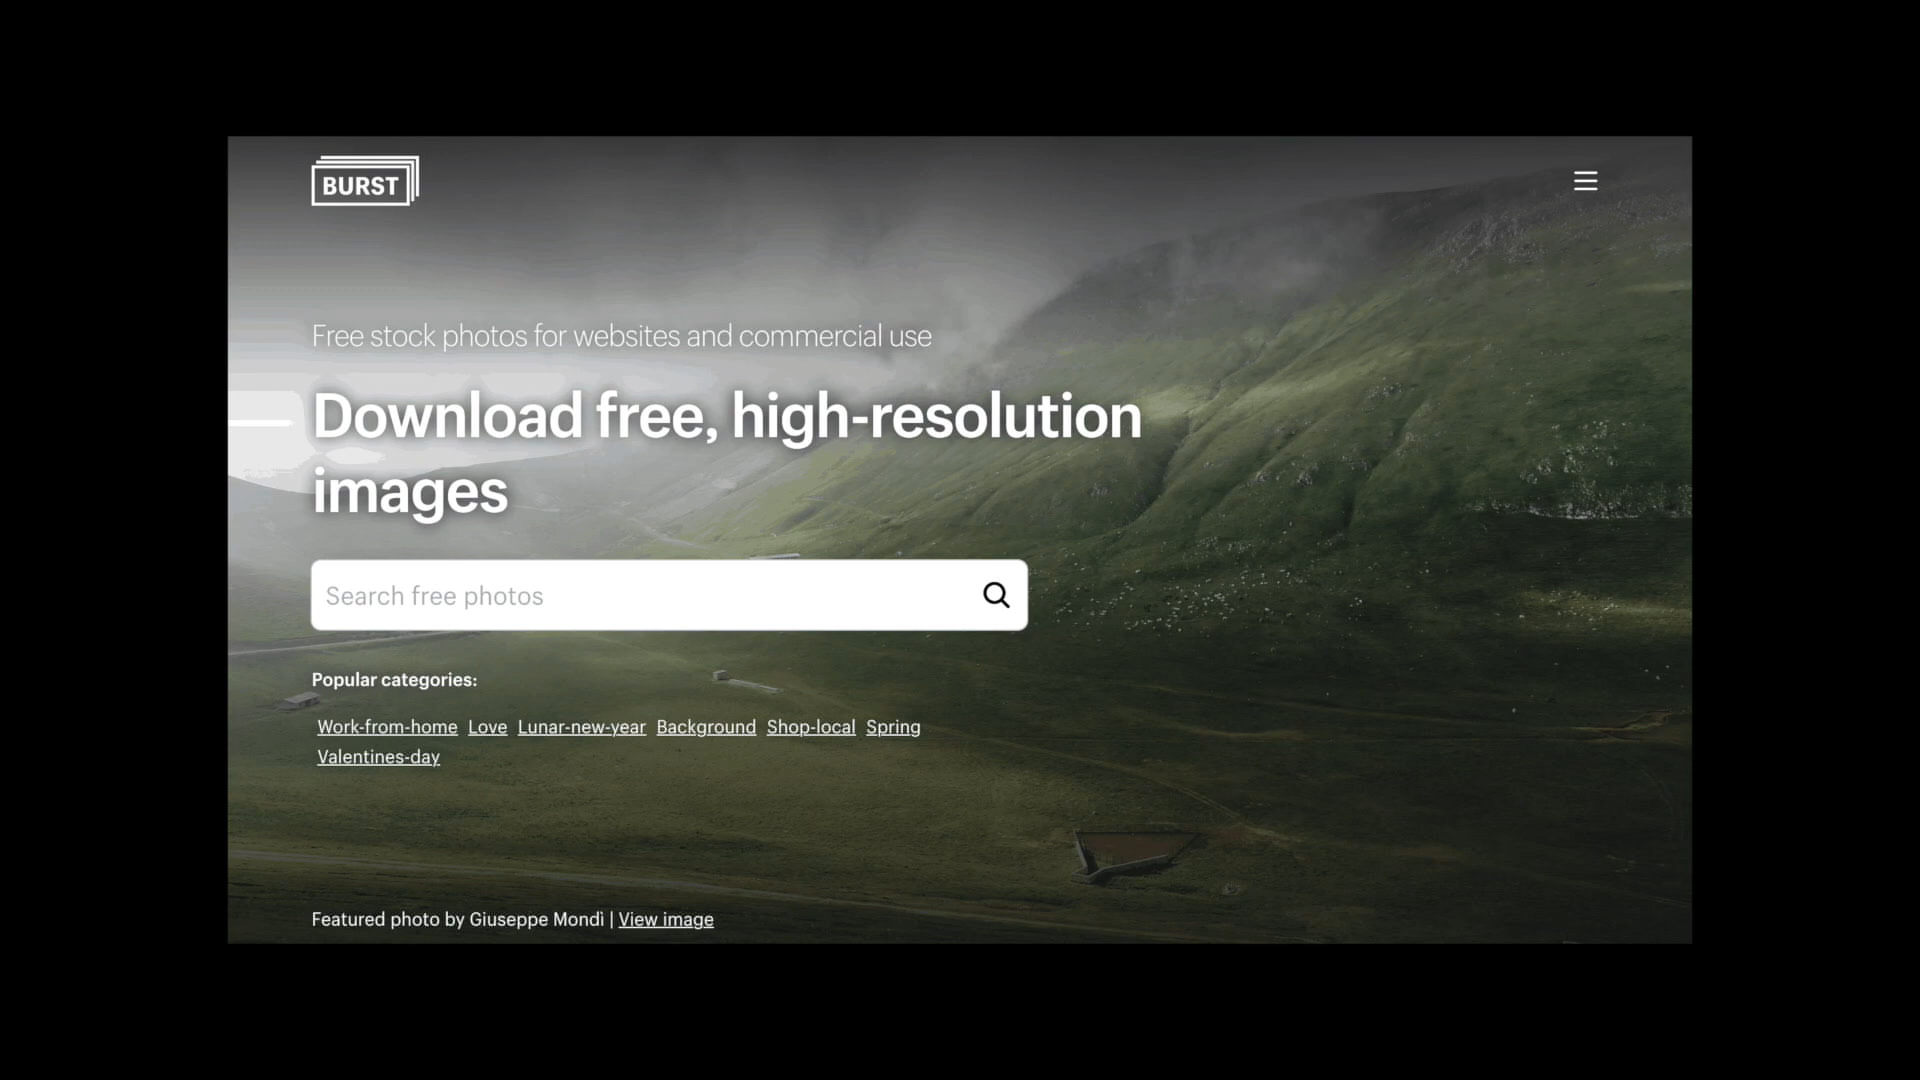 BURST
Free stock photos for websites and commercial use
Download free, high-resolution
images
Search free photos
Popular categories:
Work-from-home Love Lunar-new-year Background Shop-local Spring
Valentines-day
Featured photo by Giuseppe Mondì | View image